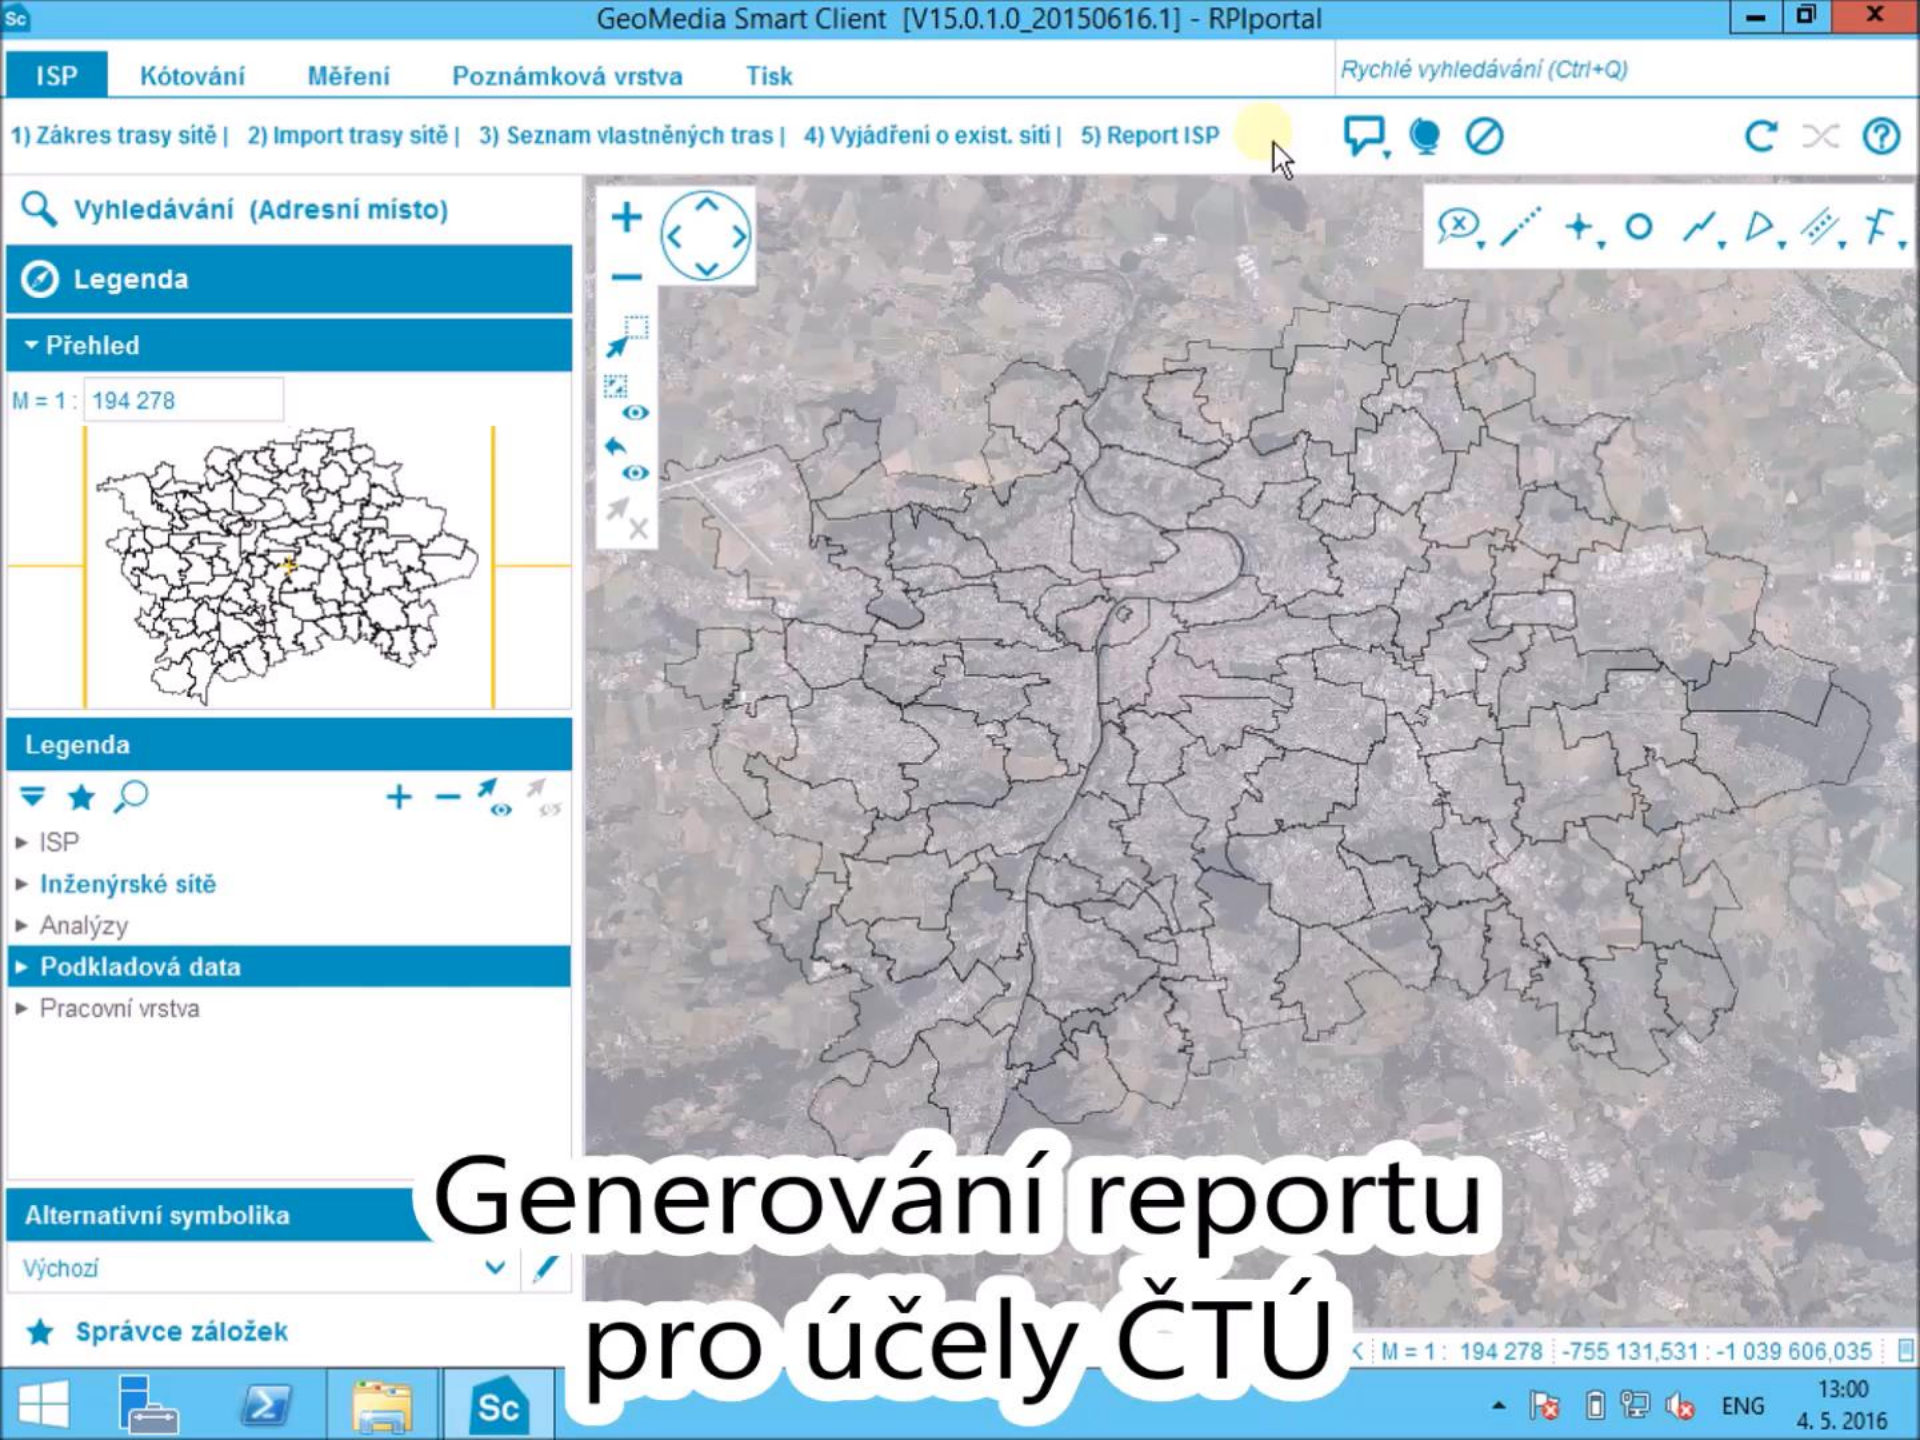 Sc
GeoMedia Smart Client [V15.0.1.0_20150616.1] - RPIportal
ISP
Kótování
Měření
Poznámková vrstva
Tisk
Rychlé vyhledávání (Ctrl+Q)
1) Zákres trasy sítě |
2) Import trasy sítě |
3) Seznam vlastněných tras |
4) Vyjádření o exist. sítí |
5) Report ISP
Vyhledávání (Adresní místo)
Legenda
Přehled
M = 1 : 194 278
Legenda
ISP
Inženýrské sítě
Analýzy
Podkladová data
Pracovní vrstva
Alternativní symbolika
Výchozí
Správce záložek
Generování reportu
pro účely ČTÚ
M = 1 : 194 278 -755 131,531 : -1 039 606,035
Sc
ENG
13:00
4. 5. 2016